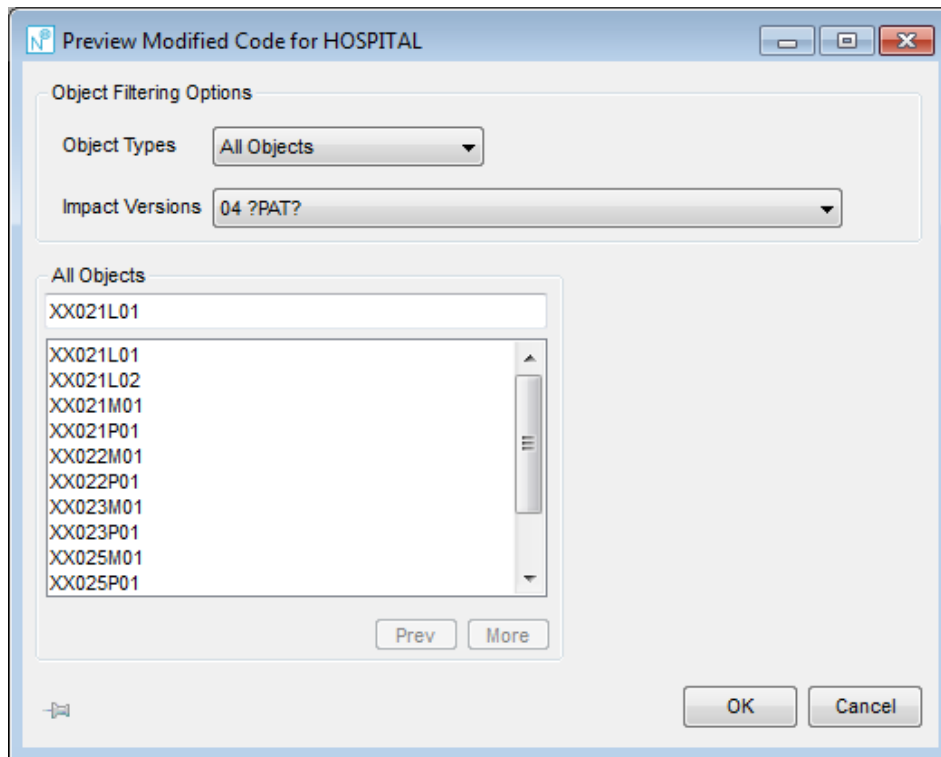 N
Preview Modified Code for HOSPITAL
Object Filtering Options
Object Types All Objects
Impact Versions 04 ?PAT?
All Objects
XX021L01
XX021L01
XX021L02
XX021M01
XX021P01
XX022M01
XX022P01
XX023M01
XX023P01
XX025M01
XX025P01
Prev More
OK Cancel